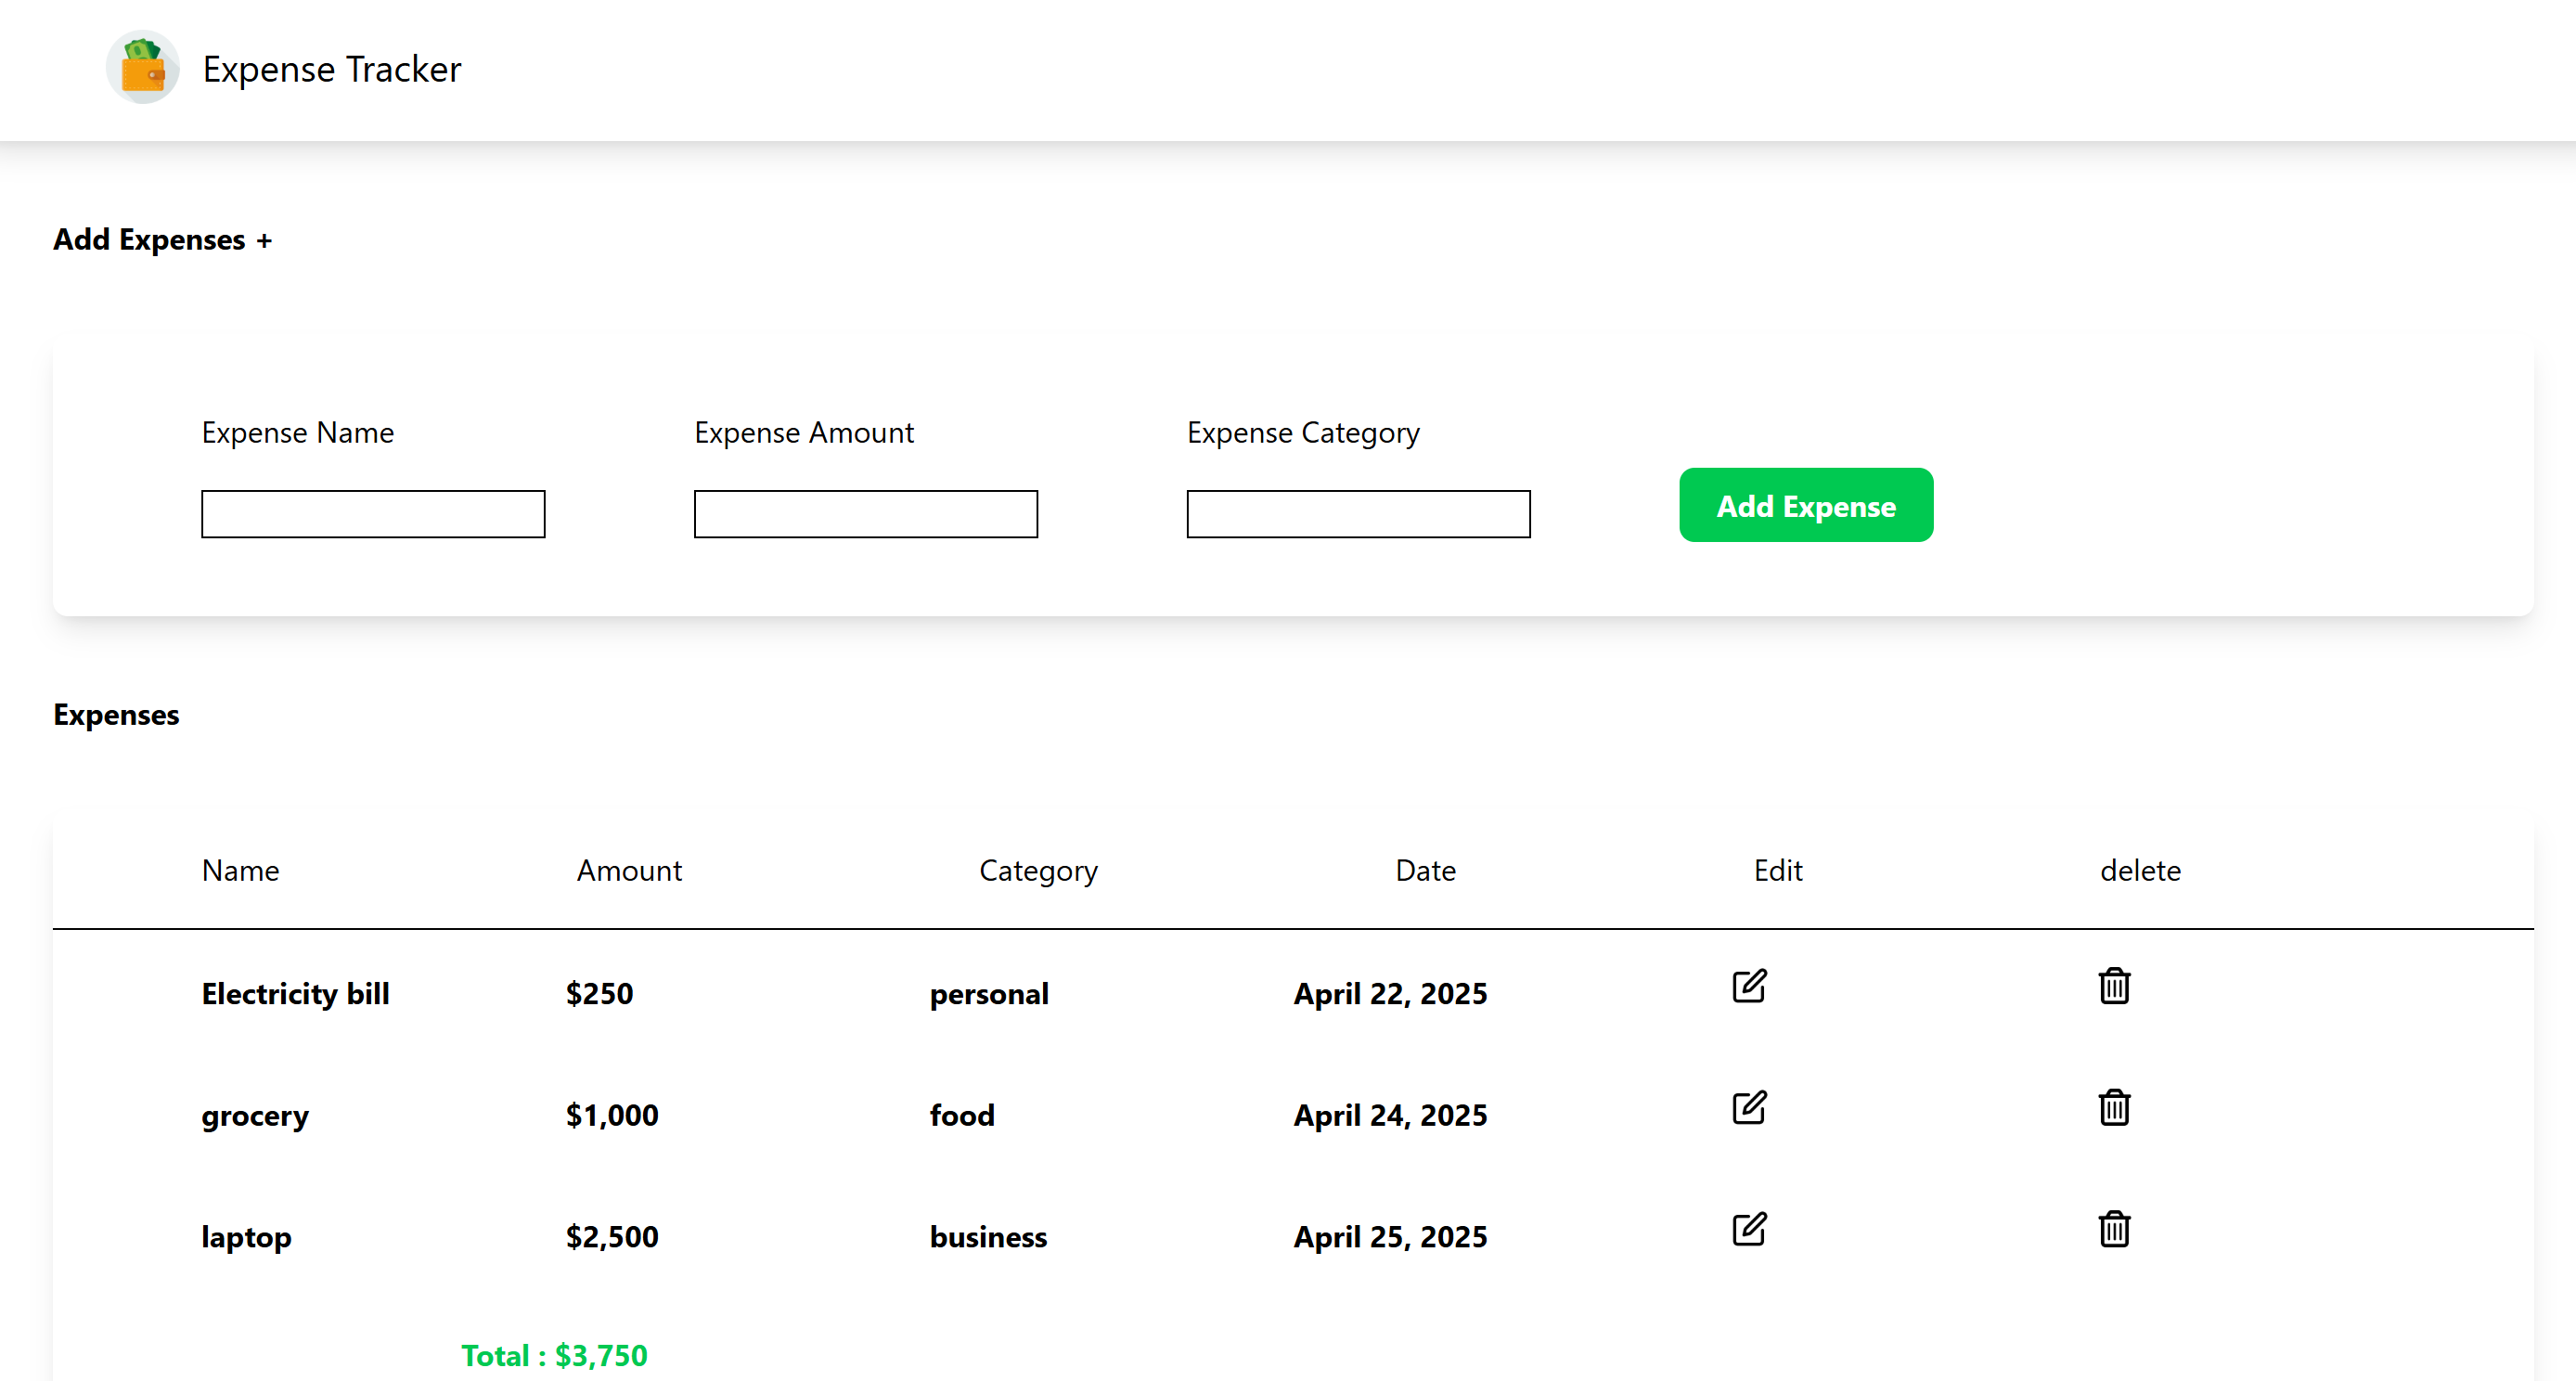 Expense Tracker
Add Expenses +
Expense Name Expense Amount Expense Category
Add Expense
Expenses
Name Amount Category Date Edit delete
Electricity bill $250 personal April 22, 2025
grocery $1,000 food April 24, 2025
laptop $2,500 business April 25, 2025
Total : $3,750